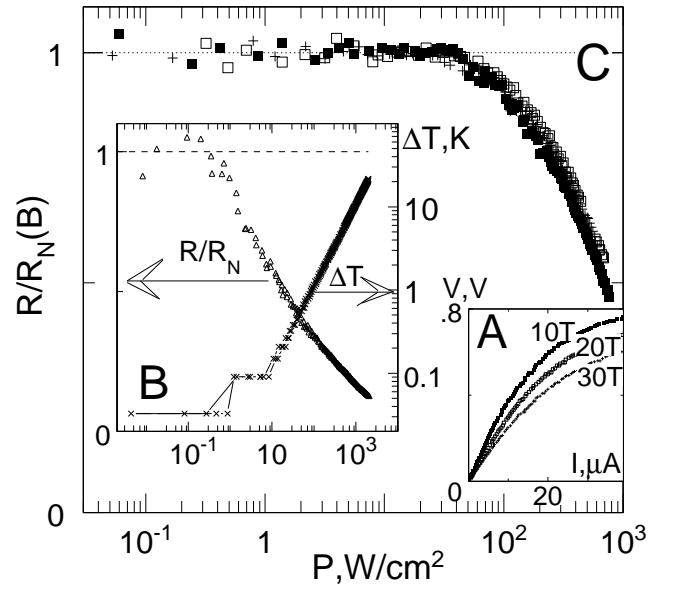 1
C
ΔT,K
1
10
R/R_N(B)
R/R_N
ΔT
1
V,V
.8
A
10T
20T
30T
B
0.1
0
10^-1
10
10^3
I,μA
0
20
0
10^-1
1
10
10^2
10^3
P,W/cm^2